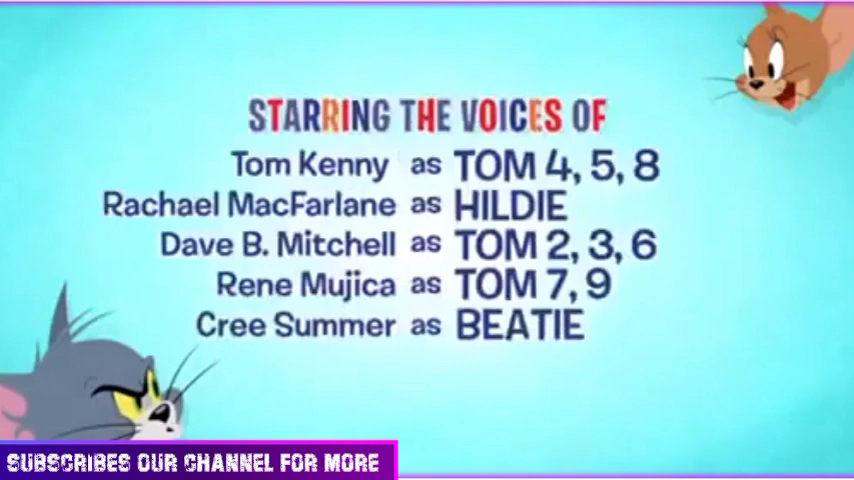 STARRING THE VOICES OF
Tom Kenny as TOM 4, 5, 8
Rachael MacFarlane as HILDIE
Dave B. Mitchell as TOM 2, 3, 6
Rene Mujica as TOM 7, 9
Cree Summer as BEATIE
SUBSCRIBES OUR CHANNEL FOR MORE